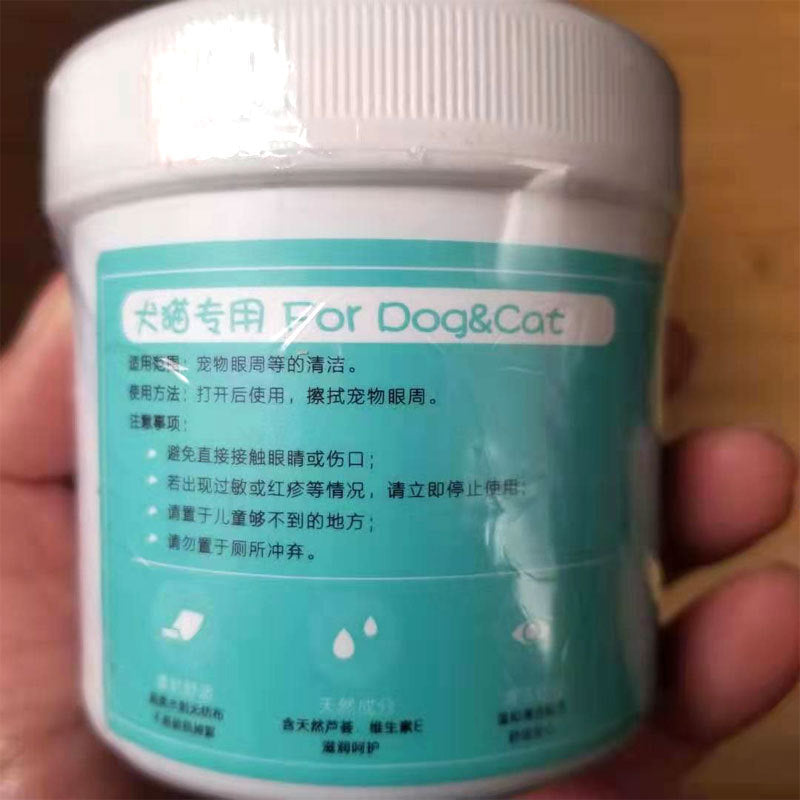 犬猫专用 For Dog&Cat
适用范围：宠物眼周等的清洁。
使用方法：打开后使用，擦拭宠物眼周。
注意事项：
避免直接接触眼睛或伤口；
若出现过敏或红疹等情况，请立即停止使用；
请置于儿童够不到的地方；
请勿置于厕所冲弃。
天然成分
含天然芦荟、维生素E
滋润呵护